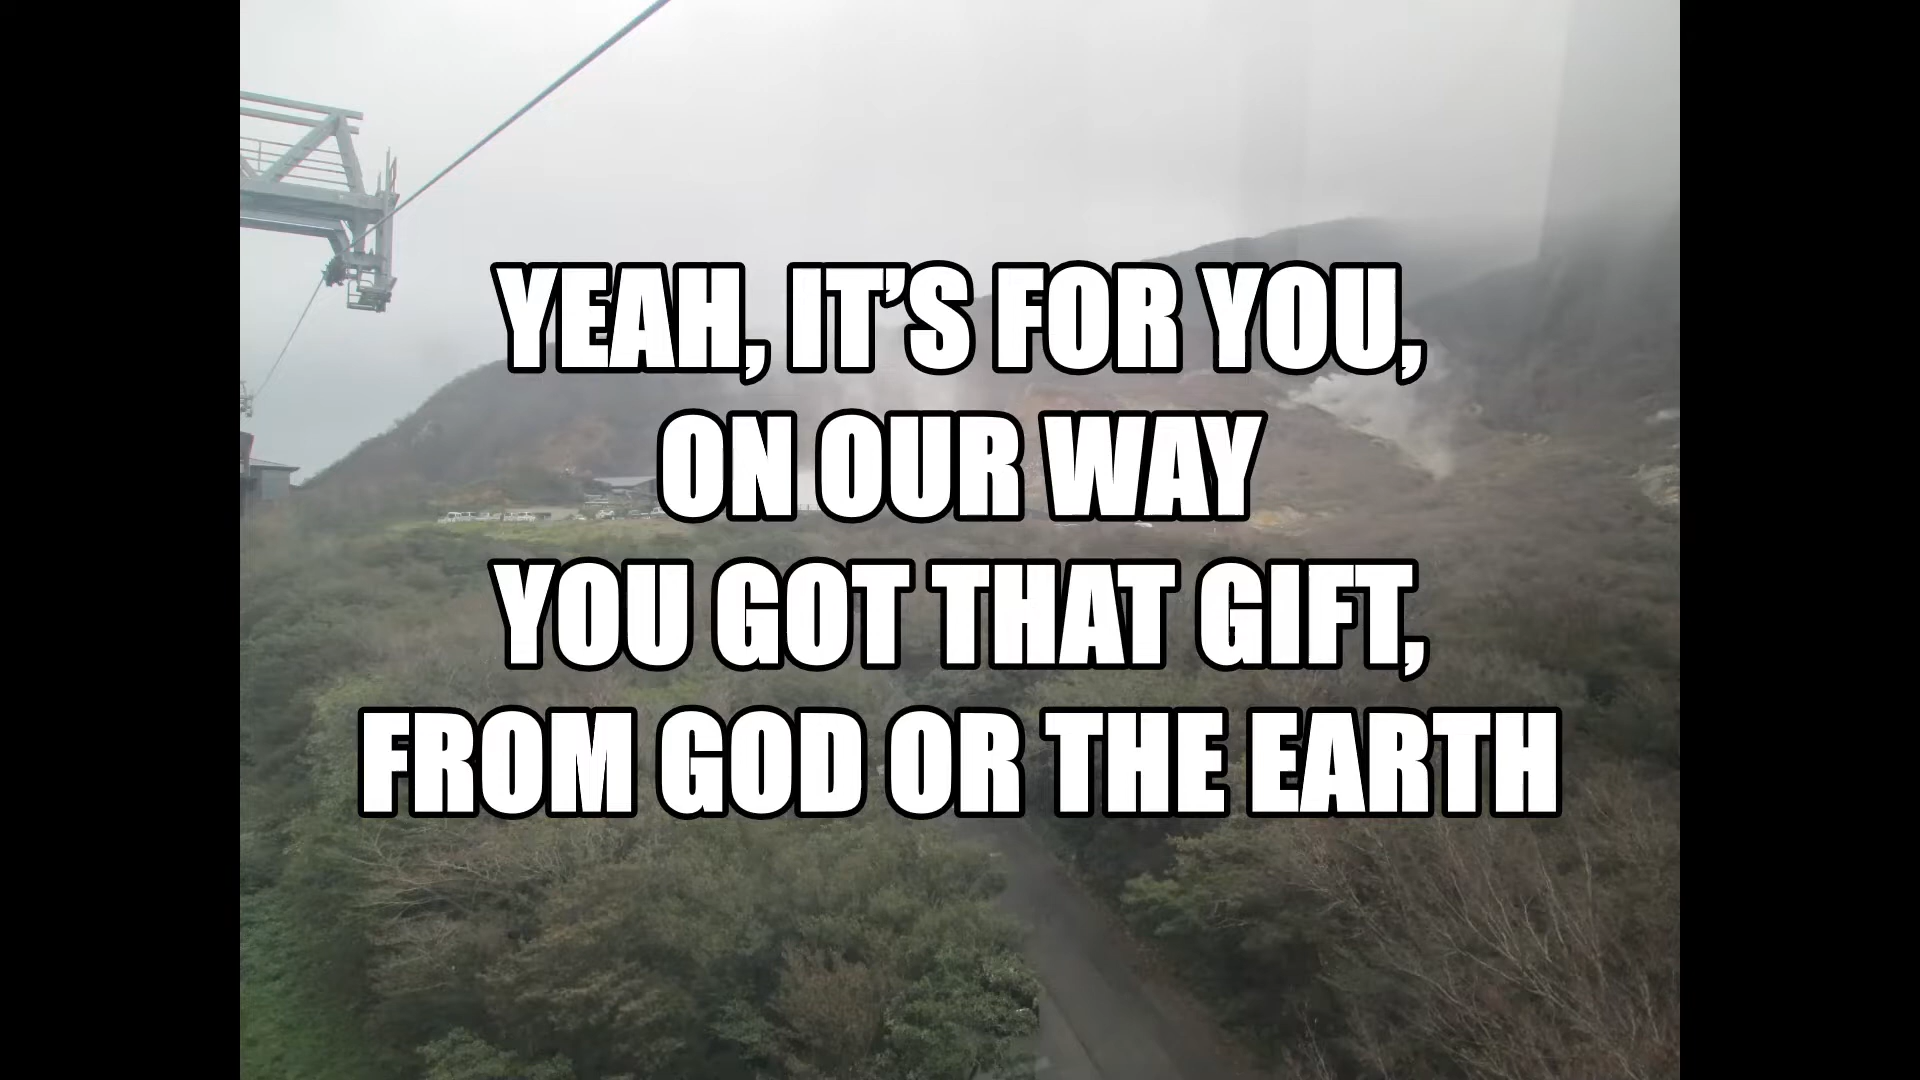 YEAH, IT’S FOR YOU,
ON OUR WAY
YOU GOT THAT GIFT,
FROM GOD OR THE EARTH